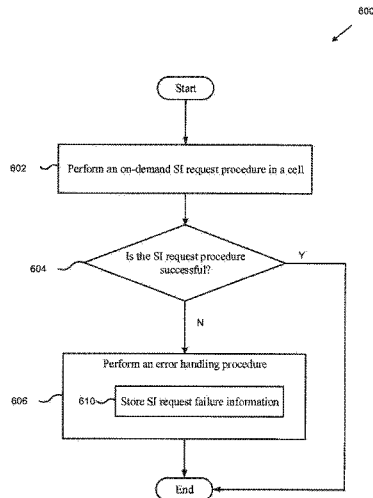 600
Start
602
Perform an on-demand SI request procedure in a cell
604
Is the SI request procedure
successful?
Y
N
Perform an error handling procedure
606
610
Store SI request failure information
End